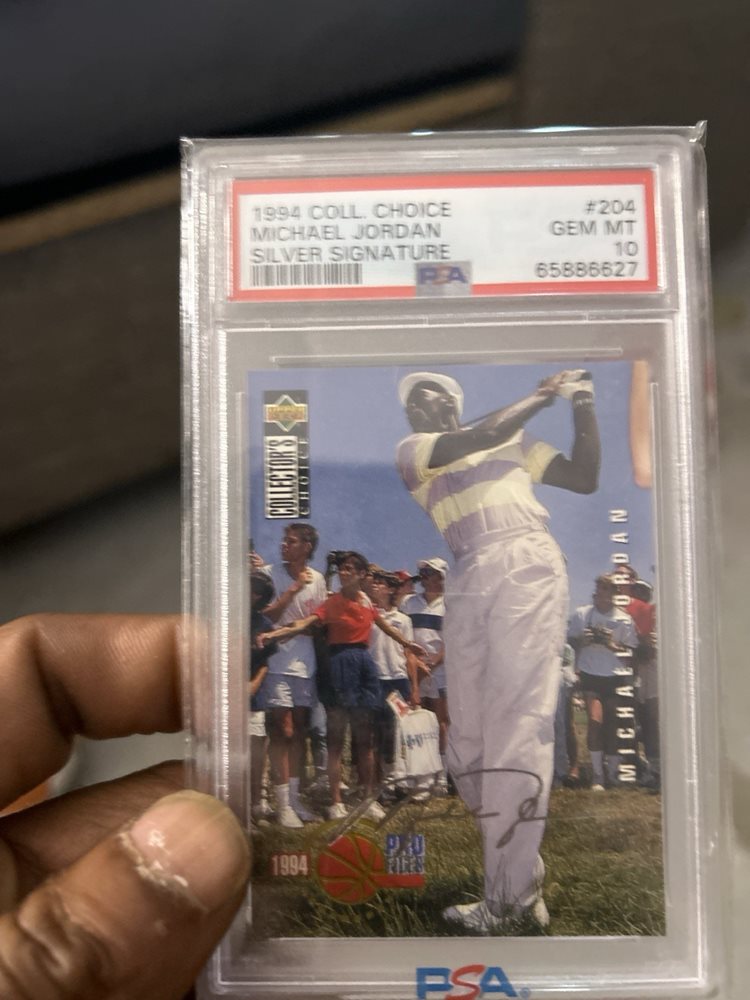 1994 COLL. CHOICE #204
MICHAEL JORDAN GEM MT
SILVER SIGNATURE 10
PSA 65886627
COLLECTOR'S
CHOICE
MICHAEL JORDAN
1994 PRO
FILES
PSA